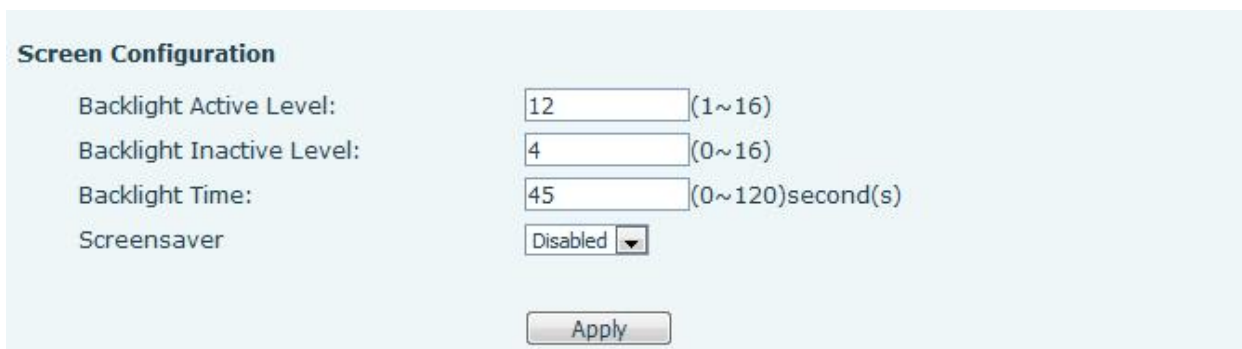 Screen Configuration
Backlight Active Level: 12 (1~16)
Backlight Inactive Level: 4 (0~16)
Backlight Time: 45 (0~120)second(s)
Screensaver Disabled
Apply